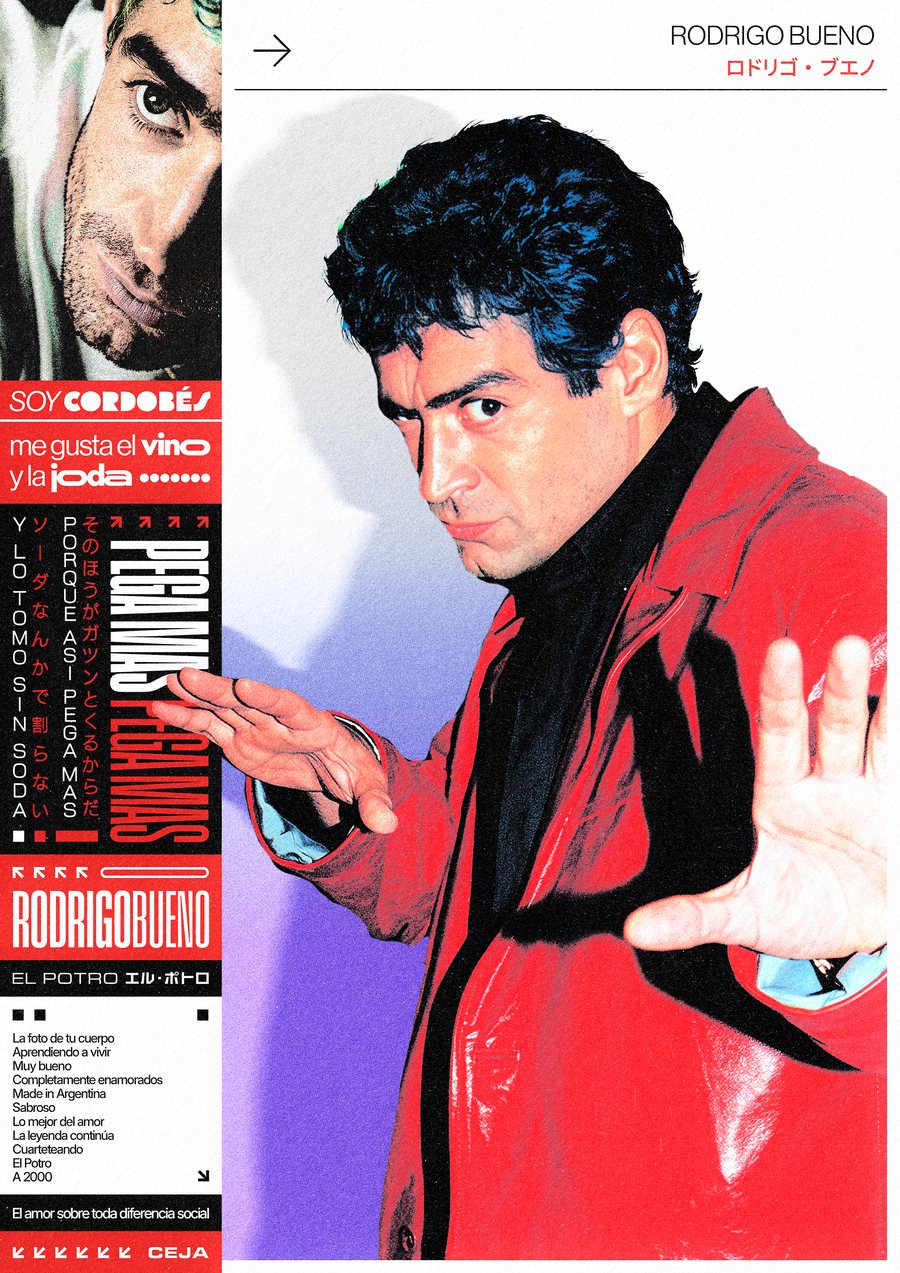 RODRIGO BUENO
ロドリゴ・ブエノ
SOY CORDOBÉS
me gusta el vino
y la joda
Y LO TOMO SIN SODA
ソーダなんかで割らない
PORQUE ASI PEGA MAS
そのほうがガツンとくるからだ
PEGA MAS PEGA MAS
RODRIGOBUENO
EL POTRO エル・ポトロ
La foto de tu cuerpo
Aprendiendo a vivir
Muy bueno
Completamente enamorados
Made in Argentina
Sabroso
Lo mejor del amor
La leyenda continúa
Cuarteteando
El Potro
A 2000
El amor sobre toda diferencia social
CEJA